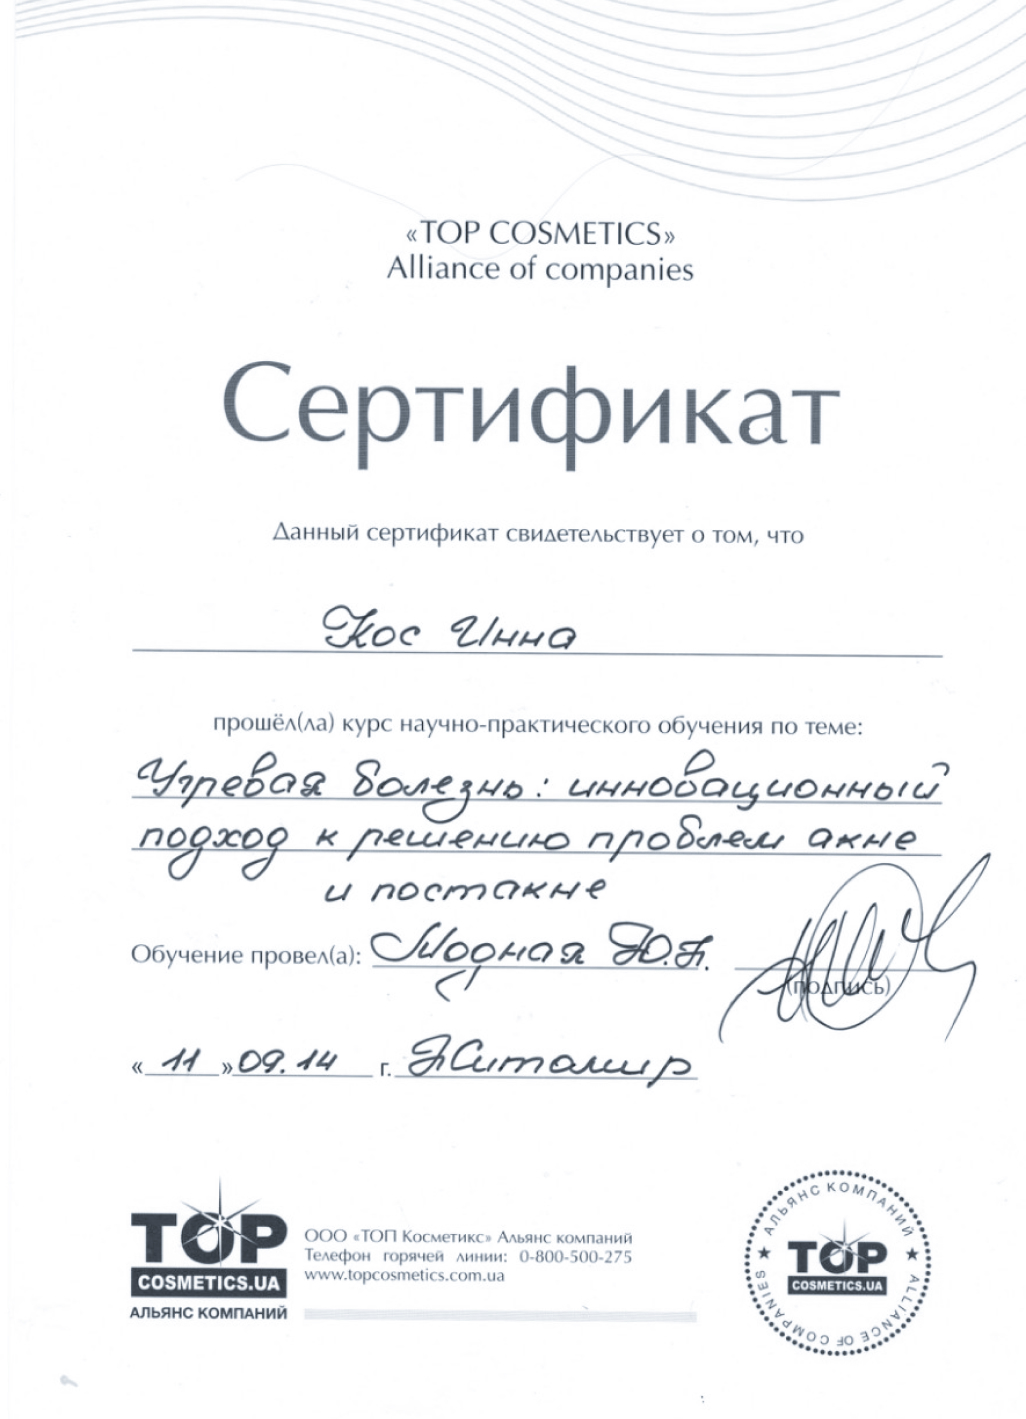 «TOP COSMETICS»
Alliance of companies
Сертификат
Данный сертификат свидетельствует о том, что
Кос Инна
прошёл(ла) курс научно-практического обучения по теме:
Угревая болезнь: инновационный
подход к решению проблем акне
и постакне
Обучение провел(а): Модная Ю.Г.
(подпись)
«11» 09.14 г. Житомир
TOP
COSMETICS.UA
АЛЬЯНС КОМПАНИЙ
ООО «ТОП Косметикс» Альянс компаний
Телефон горячей линии: 0-800-500-275
www.topcosmetics.com.ua
АЛЬЯНС КОМПАНИЙ
TOP
COSMETICS.UA
ALLIANCE OF COMPANIES